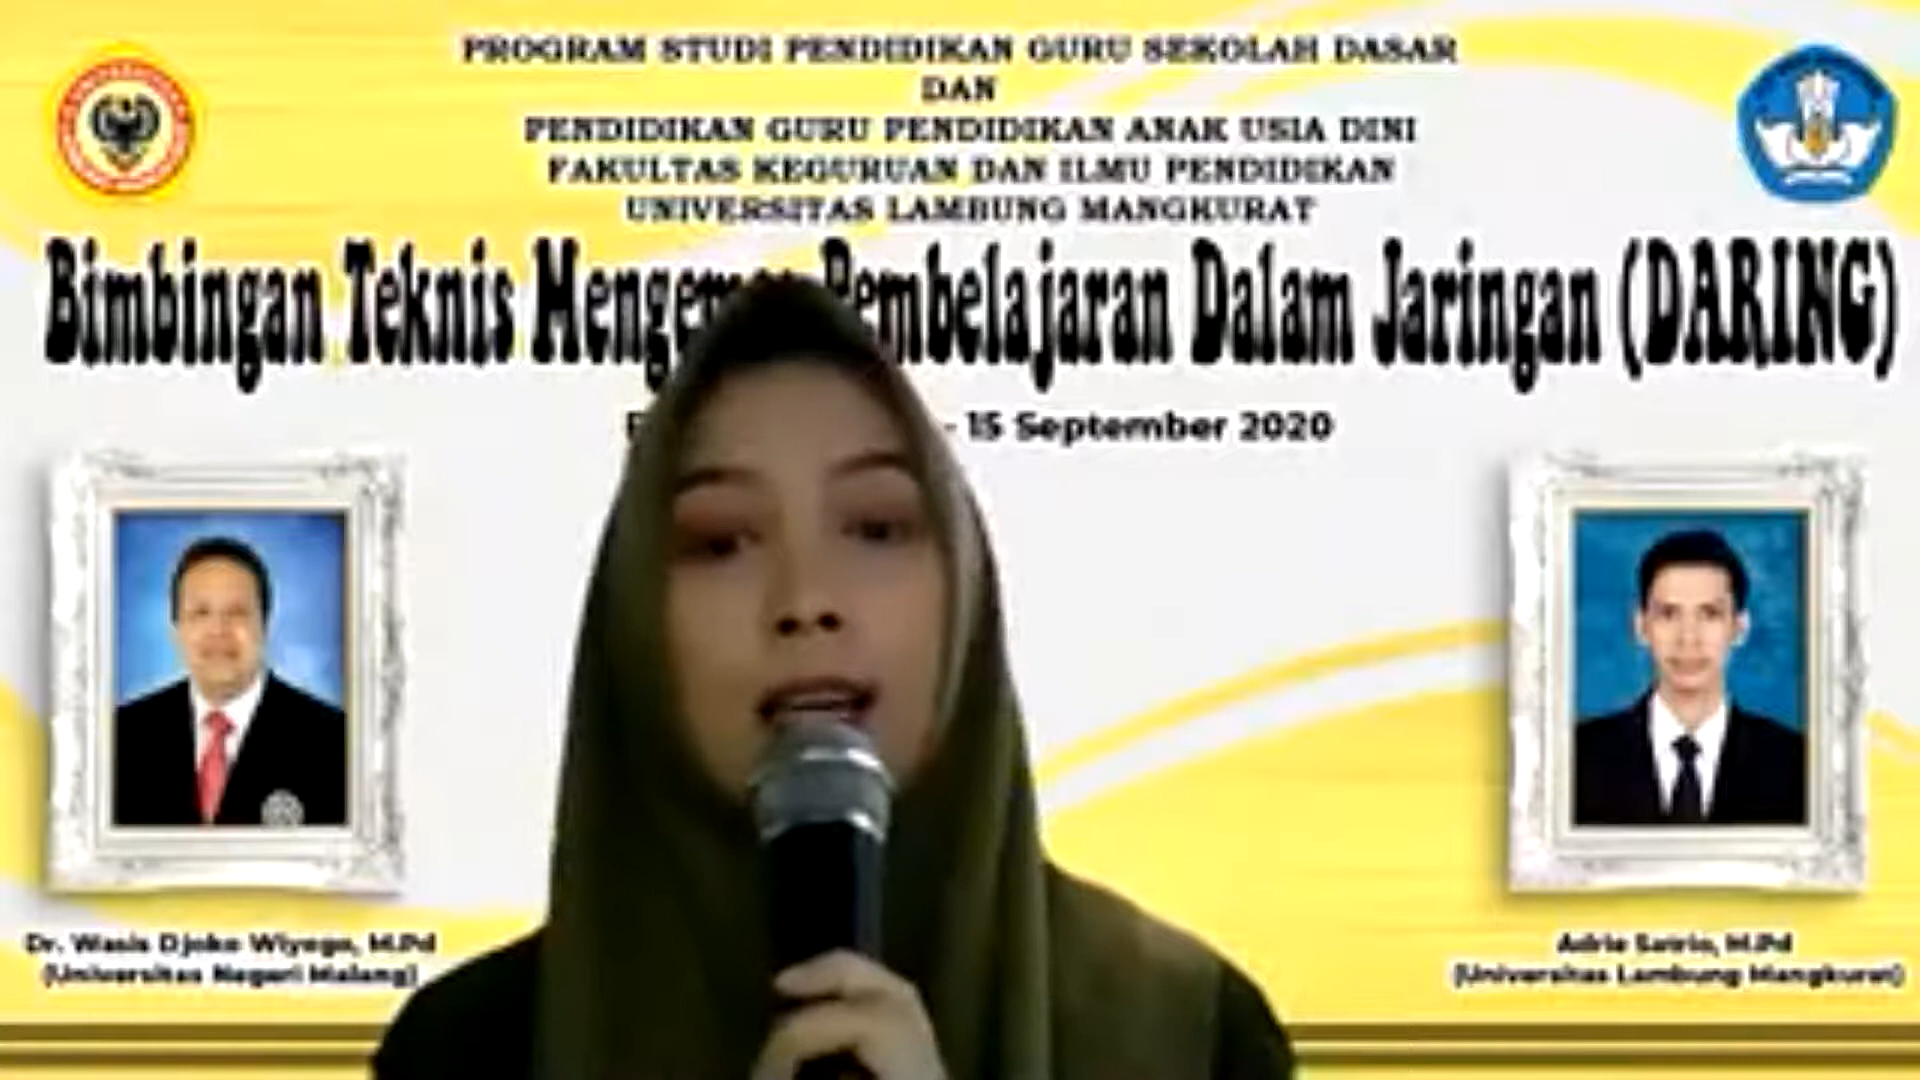 PROGRAM STUDI PENDIDIKAN GURU SEKOLAH DASAR
DAN
PENDIDIKAN GURU PENDIDIKAN ANAK USIA DINI
FAKULTAS KEGURUAN DAN ILMU PENDIDIKAN
UNIVERSITAS LAMBUNG MANGKURAT
Bimbingan Teknis Pembelajaran Dalam Jaringan (DARING)
- 15 September 2020
Dr. Wasis Djoko Wiyogo, M.Pd
(Universitas Negeri Malang)
Adrie Satrio, M.Pd
(Universitas Lambung Mangkurat)